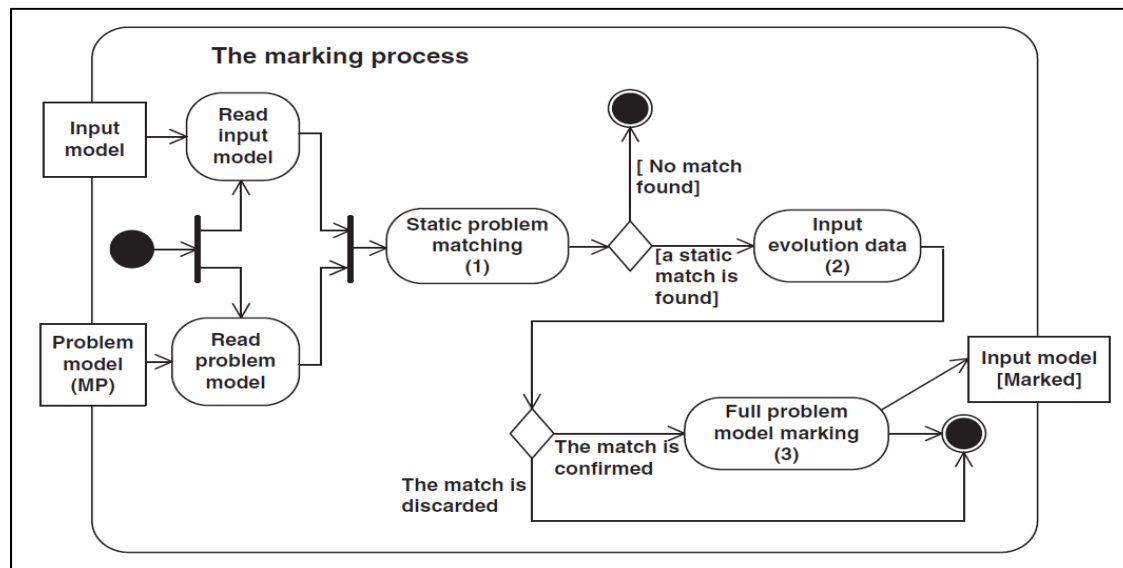 The marking process
Input
model
Read
input
model
[ No match
found]
Static problem
matching
(1)
Input
evolution data
(2)
[a static
match is
found]
Problem
model
(MP)
Read
problem
model
Input model
[Marked]
Full problem
model marking
(3)
The match is
confirmed
The match is
discarded